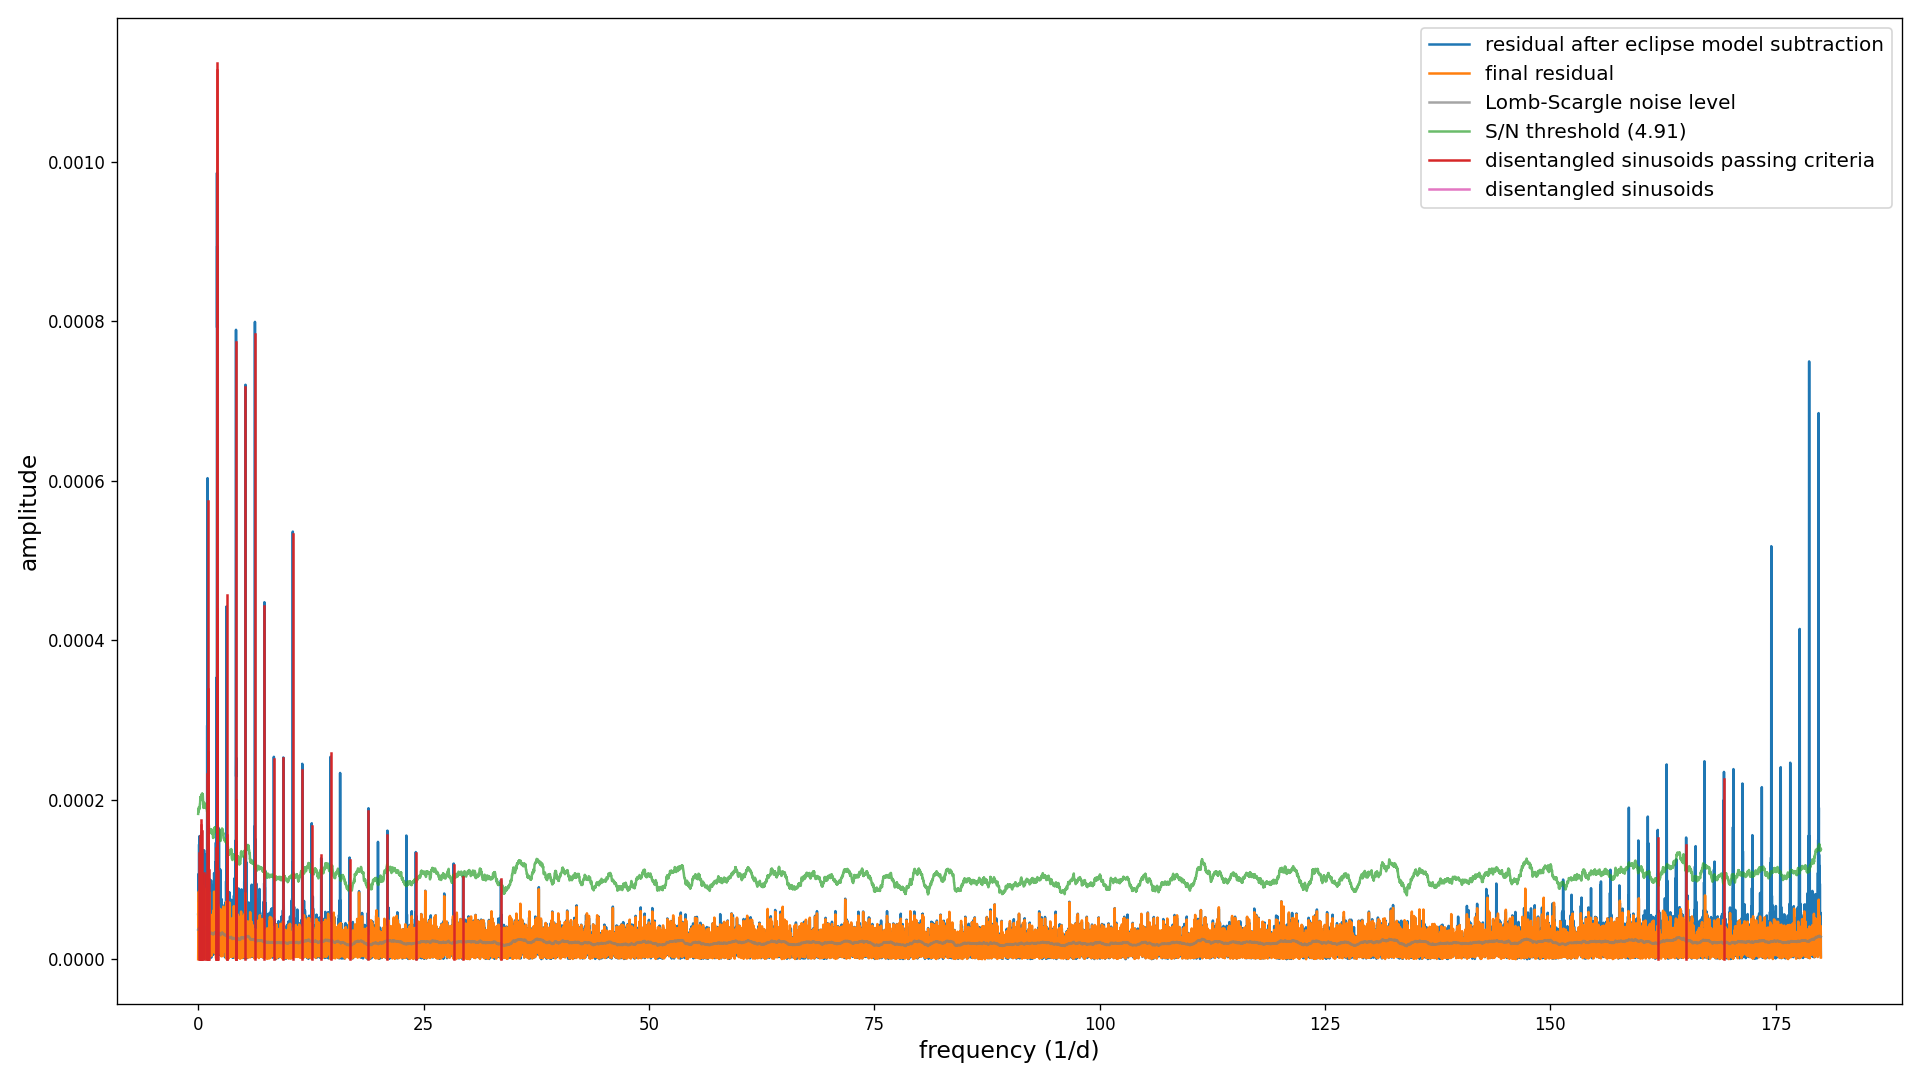 residual after eclipse model subtraction
final residual
Lomb-Scargle noise level
S/N threshold (4.91)
disentangled sinusoids passing criteria
disentangled sinusoids
amplitude
0.0010
0.0008
0.0006
0.0004
0.0002
0.0000
0 25 50 75 100 125 150 175
frequency (1/d)